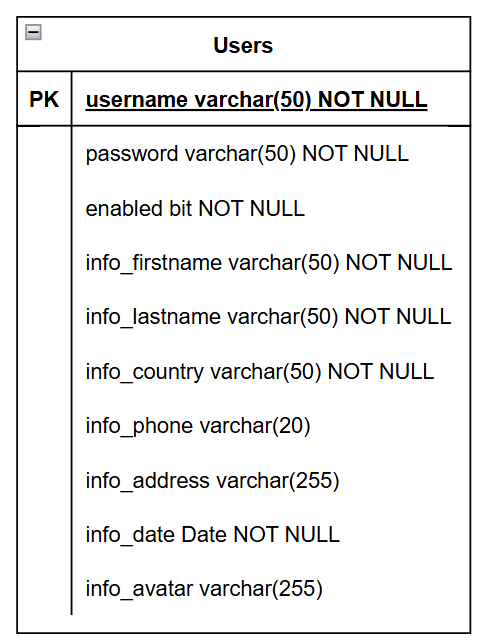 Users
PK username varchar(50) NOT NULL
password varchar(50) NOT NULL
enabled bit NOT NULL
info_firstname varchar(50) NOT NULL
info_lastname varchar(50) NOT NULL
info_country varchar(50) NOT NULL
info_phone varchar(20)
info_address varchar(255)
info_date Date NOT NULL
info_avatar varchar(255)